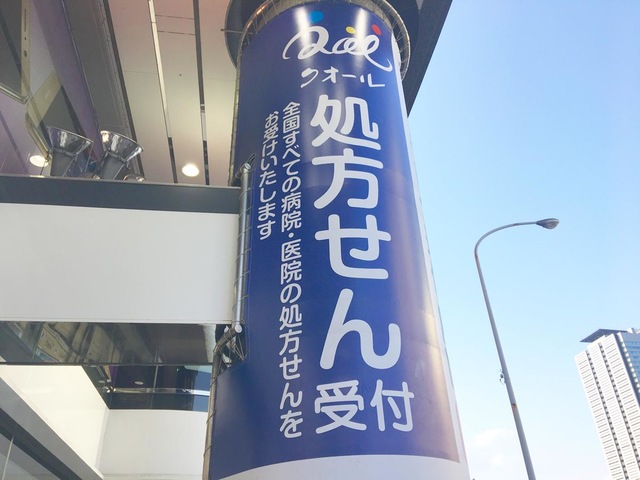 Qol
クオール
処方せん
受付
全国すべての病院・医院の処方せんを
お受けいたします